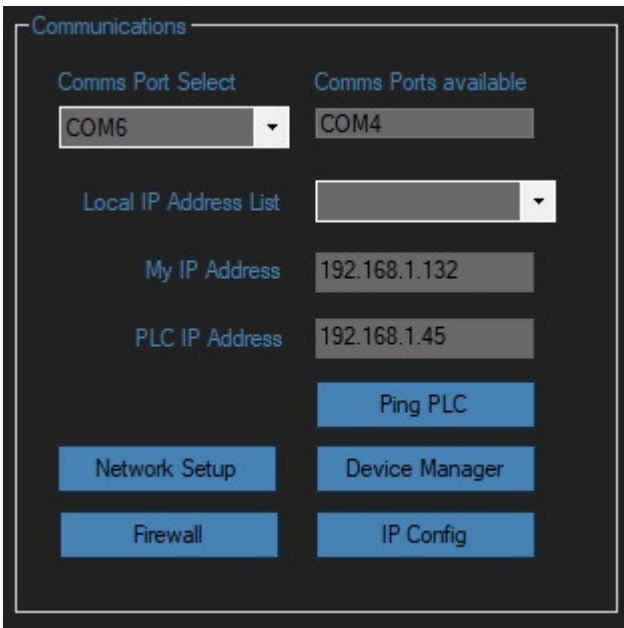 Communications
Comms Port Select
Comms Ports available
COM6
COM4
Local IP Address List
My IP Address
192.168.1.132
PLC IP Address
192.168.1.45
Ping PLC
Network Setup
Device Manager
Firewall
IP Config